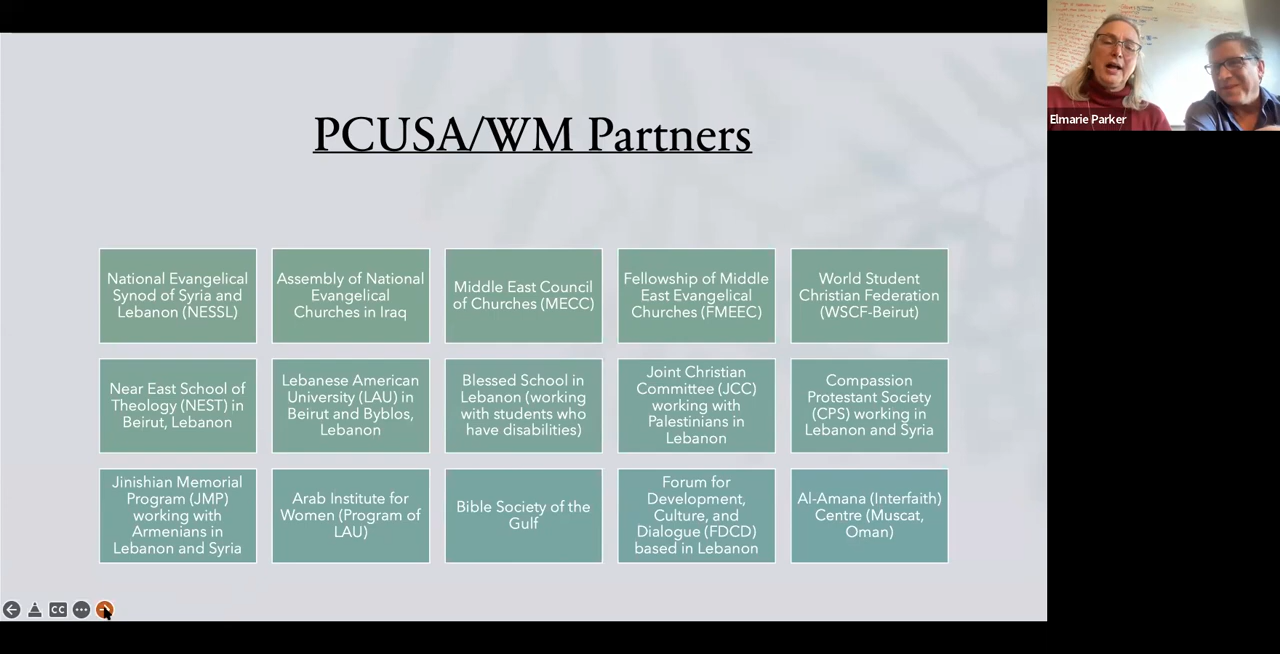 PCUSA/WM Partners
National Evangelical
Synod of Syria and
Lebanon (NESSL)
Assembly of National
Evangelical
Churches in Iraq
Middle East Council
of Churches (MECC)
Fellowship of Middle
East Evangelical
Churches (FMEEC)
World Student
Christian Federation
(WSCF-Beirut)
Near East School of
Theology (NEST) in
Beirut, Lebanon
Lebanese American
University (LAU) in
Beirut and Byblos,
Lebanon
Blessed School in
Lebanon (working
with students who
have disabilities)
Joint Christian
Committee (JCC)
working with
Palestinians in
Lebanon
Compassion
Protestant Society
(CPS) working in
Lebanon and Syria
Jinishian Memorial
Program (JMP)
working with
Armenians in
Lebanon and Syria
Arab Institute for
Women (Program of
LAU)
Bible Society of the
Gulf
Forum for
Development,
Culture, and
Dialogue (FDCD)
based in Lebanon
Al-Amana (Interfaith)
Centre (Muscat,
Oman)
CC
Elmarie Parker